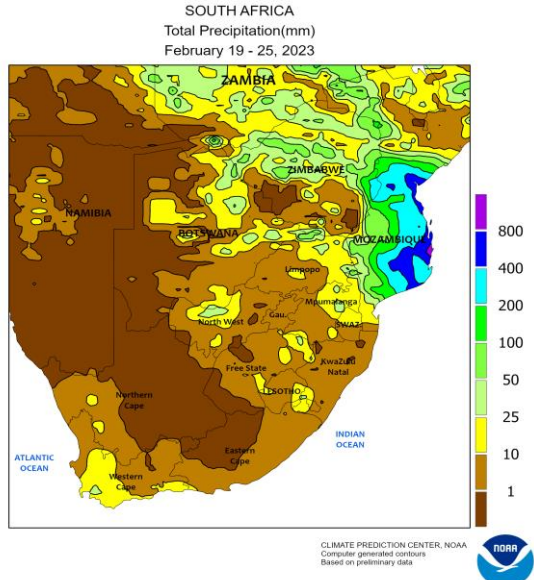 SOUTH AFRICA
Total Precipitation(mm)
February 19 - 25, 2023
ZAMBIA
ZIMBABWE
NAMIBIA
BOTSWANA
MOZAMBIQUE
Limpopo
Mpumalanga
North West
Gau.
SWAZ.
Free State
KwaZulu
Natal
LESOTHO
Northern
Cape
Eastern
Cape
Western
Cape
ATLANTIC
OCEAN
INDIAN
OCEAN
800
400
200
100
50
25
10
1
CLIMATE PREDICTION CENTER, NOAA
Computer generated contours
Based on preliminary data
NOAA